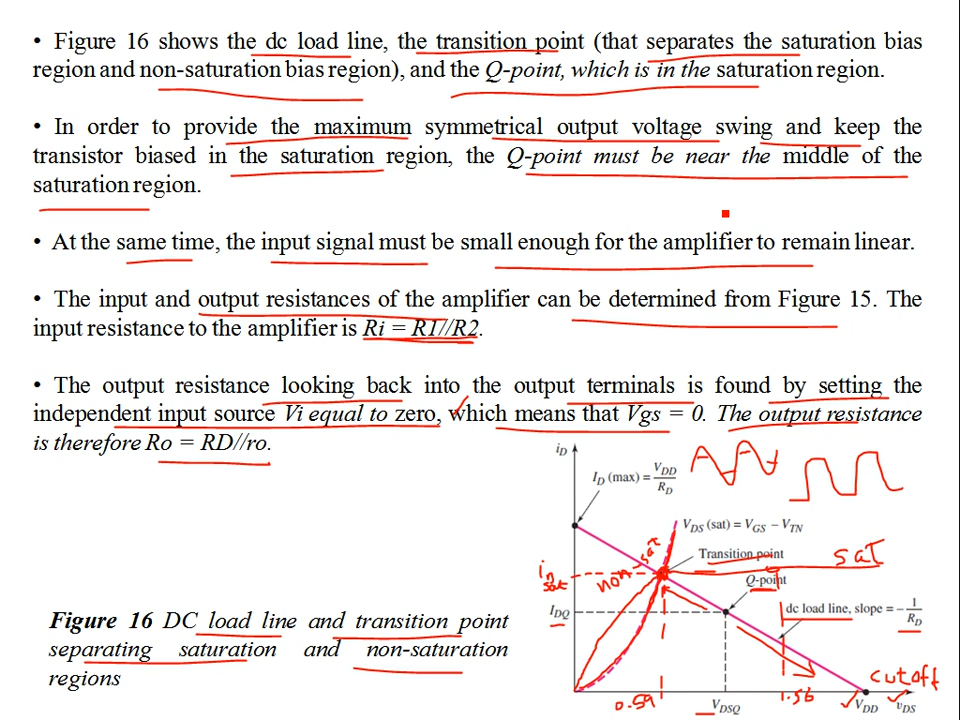 • Figure 16 shows the dc load line, the transition point (that separates the saturation bias
region and non-saturation bias region), and the Q-point, which is in the saturation region.
• In order to provide the maximum symmetrical output voltage swing and keep the
transistor biased in the saturation region, the Q-point must be near the middle of the
saturation region.
• At the same time, the input signal must be small enough for the amplifier to remain linear.
• The input and output resistances of the amplifier can be determined from Figure 15. The
input resistance to the amplifier is Ri = R1//R2.
• The output resistance looking back into the output terminals is found by setting the
independent input source Vi equal to zero, which means that Vgs = 0. The output resistance
is therefore Ro = RD//ro.
iD
ID (max) = VDD
RD
VDS (sat) = VGS − VTN
Transition point
sat
non-sat
in sat
Q-point
IDQ
dc load line, slope = − 1
RD
Figure 16 DC load line and transition point
separating saturation and non-saturation
regions
cutoff
0.59
1.56
VDSQ
VDD
vDS